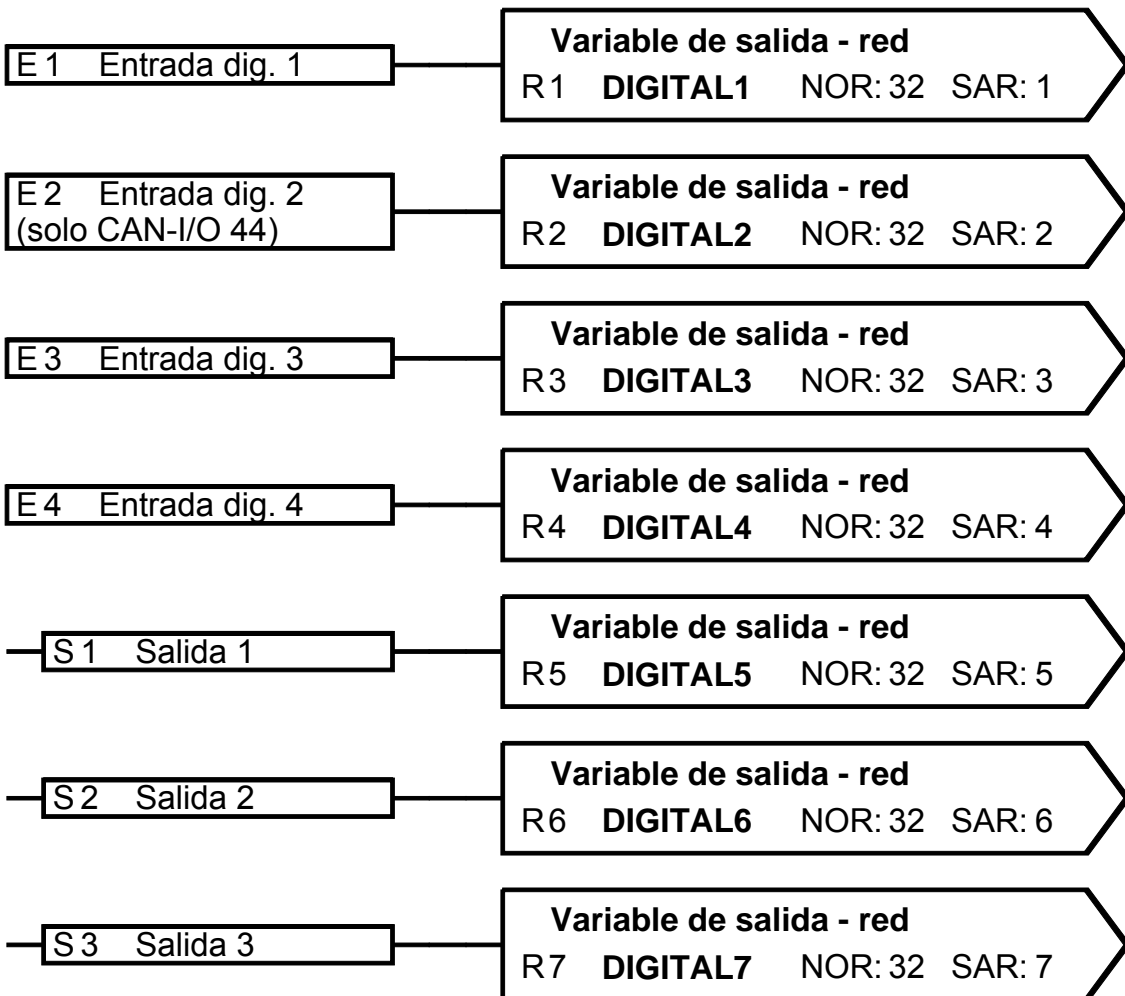 Variable de salida - red
E 1 Entrada dig. 1
R1 DIGITAL1 NOR: 32 SAR: 1
Variable de salida - red
E 2 Entrada dig. 2
(solo CAN-I/O 44)
R2 DIGITAL2 NOR: 32 SAR: 2
Variable de salida - red
E 3 Entrada dig. 3
R3 DIGITAL3 NOR: 32 SAR: 3
Variable de salida - red
E 4 Entrada dig. 4
R4 DIGITAL4 NOR: 32 SAR: 4
Variable de salida - red
S 1 Salida 1
R5 DIGITAL5 NOR: 32 SAR: 5
Variable de salida - red
S 2 Salida 2
R6 DIGITAL6 NOR: 32 SAR: 6
Variable de salida - red
S 3 Salida 3
R7 DIGITAL7 NOR: 32 SAR: 7